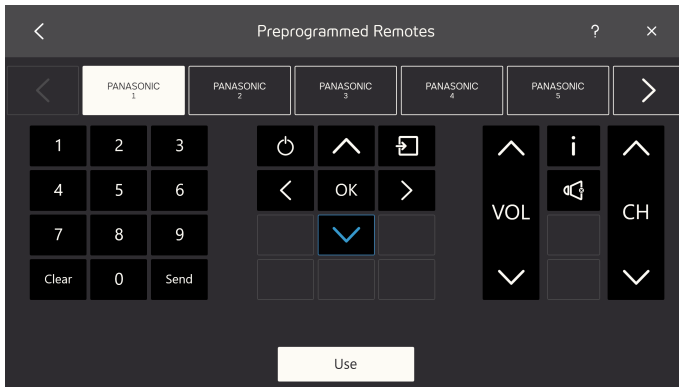 Preprogrammed Remotes ? ×
PANASONIC
1
PANASONIC
2
PANASONIC
3
PANASONIC
4
PANASONIC
5
1 2 3
4 5 6
7 8 9
Clear 0 Send
OK
VOL
i
CH
Use